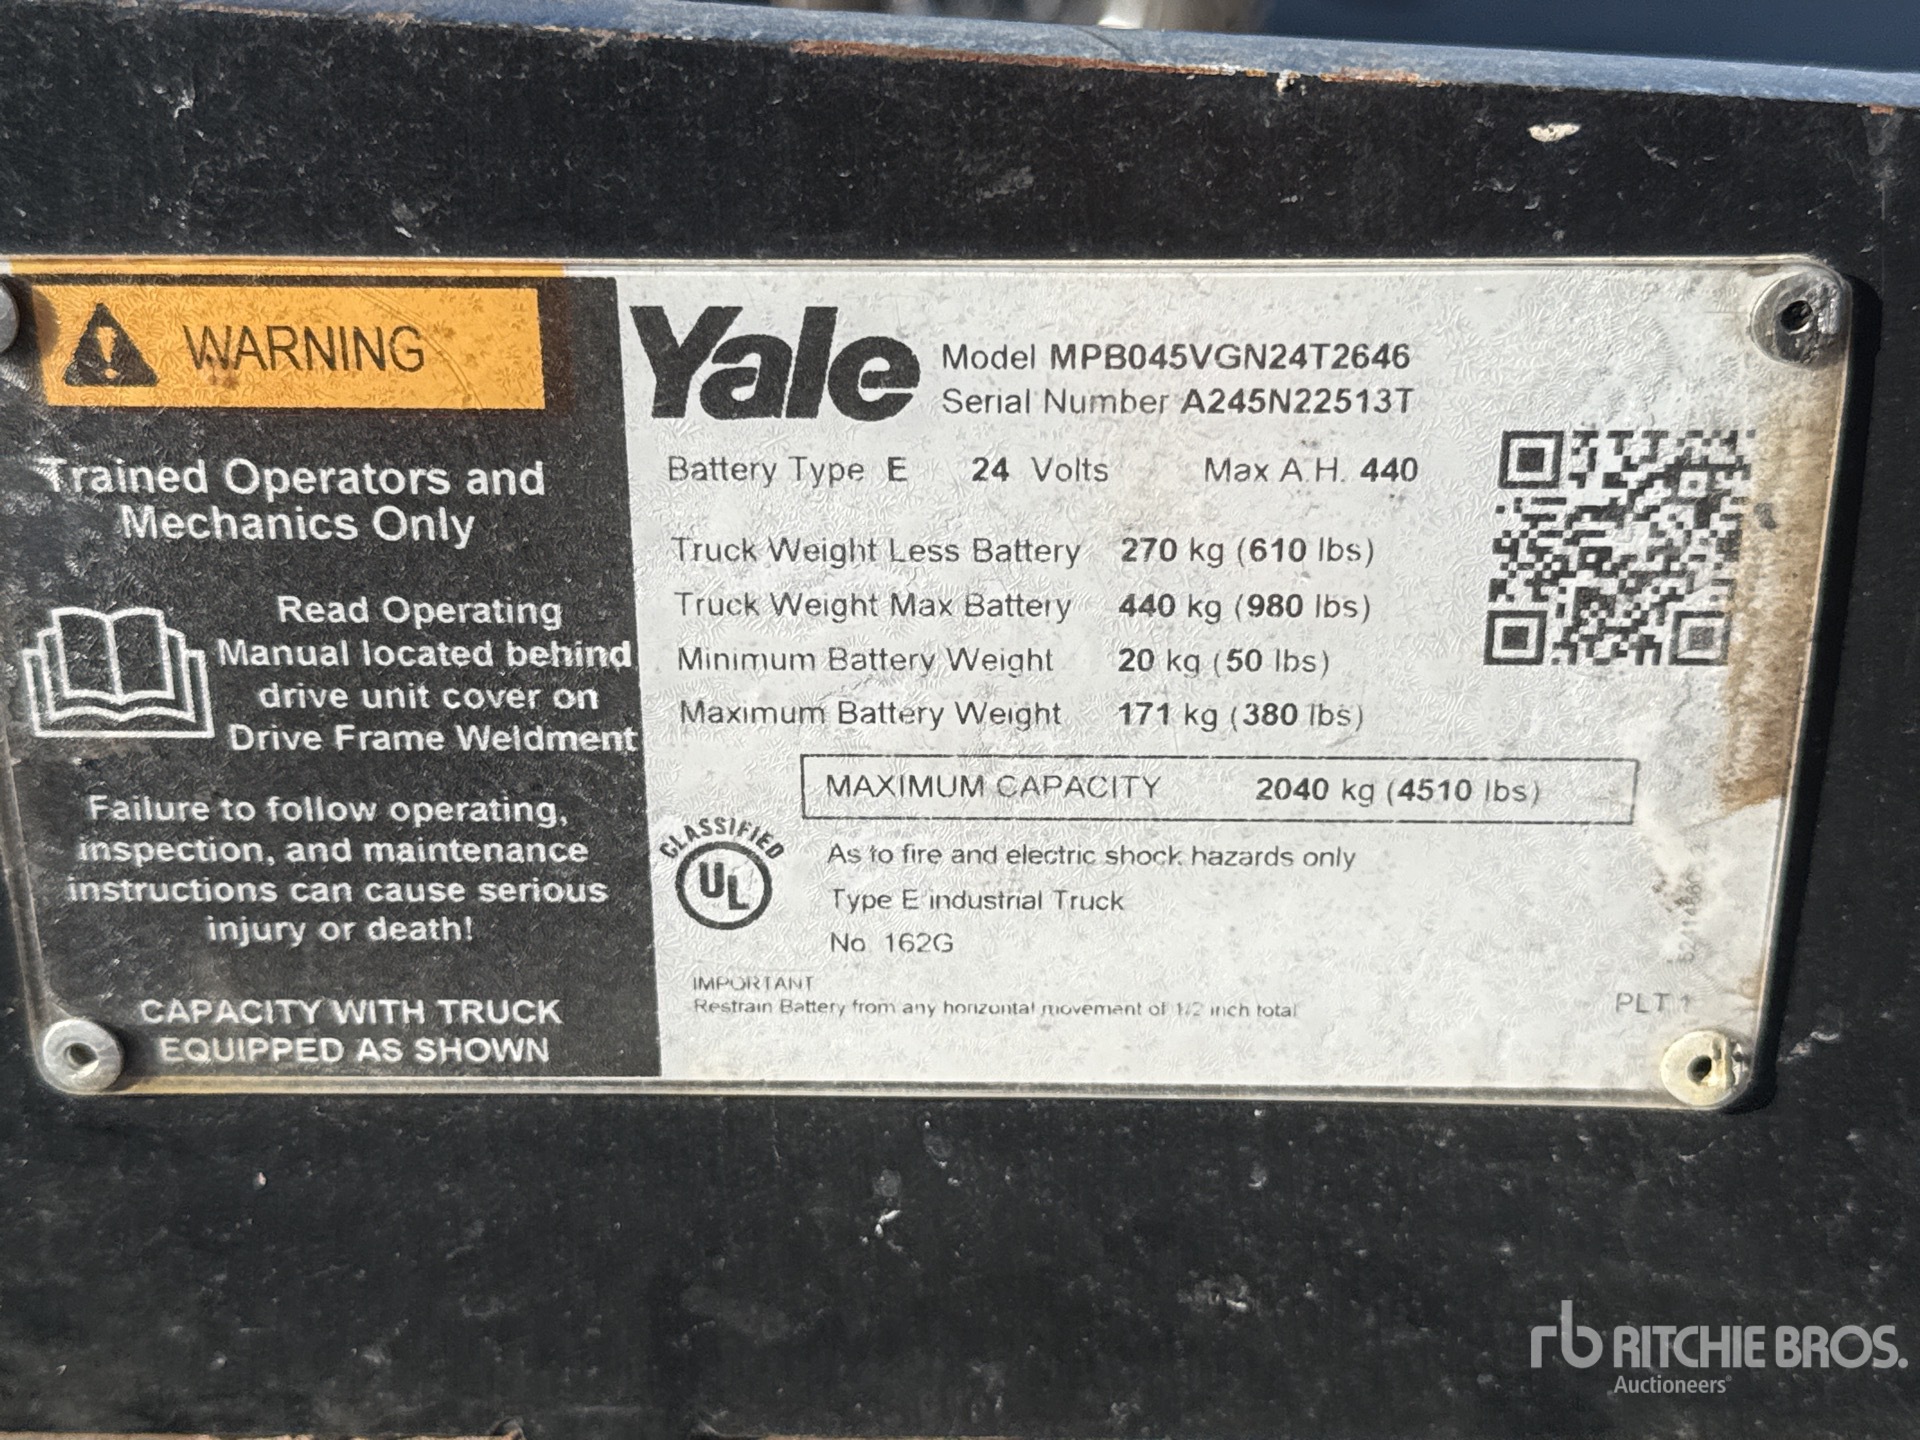 WARNING
Trained Operators and
Mechanics Only
Read Operating
Manual located behind
drive unit cover on
Drive Frame Weldment
Failure to follow operating,
inspection, and maintenance
instructions can cause serious
injury or death!
CAPACITY WITH TRUCK
EQUIPPED AS SHOWN
Yale
Model MPB045VGN24T2646
Serial Number A245N22513T
Battery Type E 24 Volts Max A.H. 440
Truck Weight Less Battery 270 kg (610 lbs)
Truck Weight Max Battery 440 kg (980 lbs)
Minimum Battery Weight 20 kg (50 lbs)
Maximum Battery Weight 171 kg (380 lbs)
MAXIMUM CAPACITY 2040 kg (4510 lbs)
CLASSIFIED
UL
As to fire and electric shock hazards only
Type E industrial Truck
No. 162G
IMPORTANT
Restrain Battery from any horizontal movement of 1/2 inch total
PLT 1
rb RITCHIE BROS.
Auctioneers